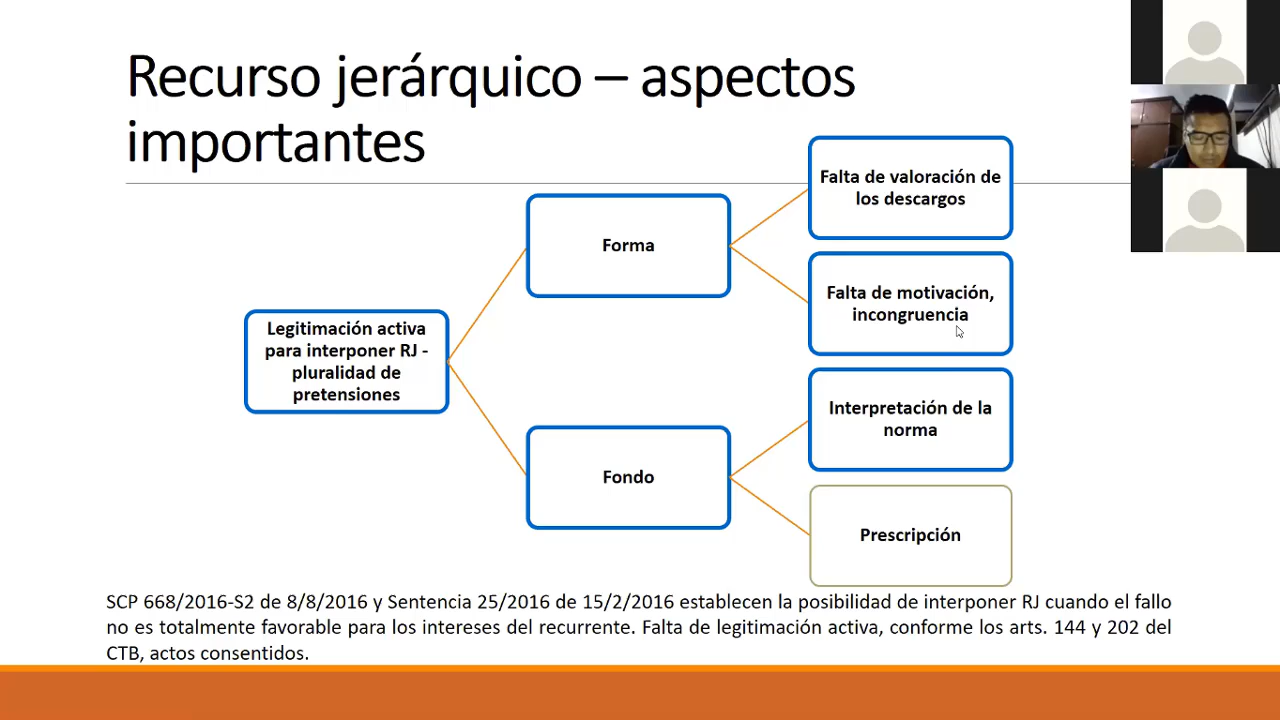 Recurso jerárquico – aspectos
importantes
Legitimación activa
para interponer RJ -
pluralidad de
pretensiones
Forma
Falta de valoración de
los descargos
Falta de motivación,
incongruencia
Fondo
Interpretación de la
norma
Prescripción
SCP 668/2016-S2 de 8/8/2016 y Sentencia 25/2016 de 15/2/2016 establecen la posibilidad de interponer RJ cuando el fallo
no es totalmente favorable para los intereses del recurrente. Falta de legitimación activa, conforme los arts. 144 y 202 del
CTB, actos consentidos.